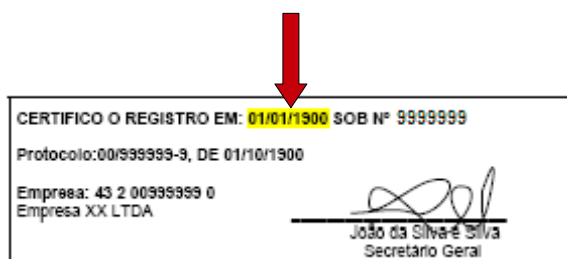 CERTIFICO O REGISTRO EM: 01/01/1900 SOB Nº 9999999
Protocolo:00/999999-9, DE 01/10/1900
Empresa: 43 2 00999999 0
Empresa XX LTDA
João da Silva e Silva
Secretário Geral